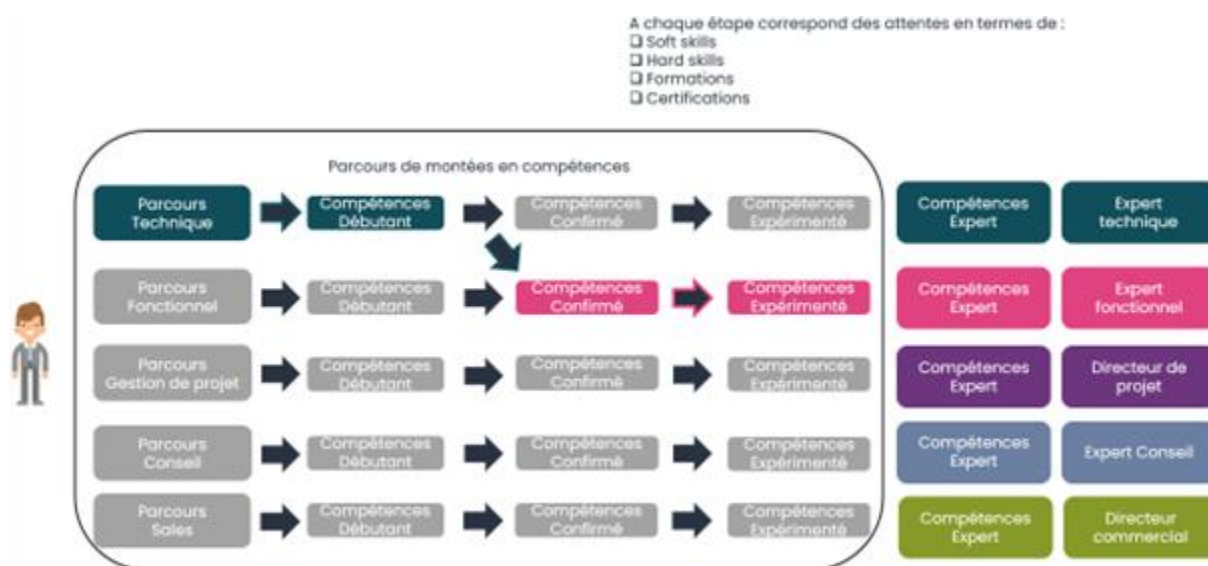 A chaque étape correspond des attentes en termes de :
❑ Soft skills
❑ Hard skills
❑ Formations
❑ Certifications
Parcours de montées en compétences
Parcours
Technique
Compétences
Débutant
Compétences
Confirmé
Compétences
Expérimenté
Compétences
Expert
Expert
technique
Parcours
Fonctionnel
Compétences
Débutant
Compétences
Confirmé
Compétences
Expérimenté
Compétences
Expert
Expert
fonctionnel
Parcours
Gestion de projet
Compétences
Débutant
Compétences
Confirmé
Compétences
Expérimenté
Compétences
Expert
Directeur de
projet
Parcours
Conseil
Compétences
Débutant
Compétences
Confirmé
Compétences
Expérimenté
Compétences
Expert
Expert Conseil
Parcours
Sales
Compétences
Débutant
Compétences
Confirmé
Compétences
Expérimenté
Compétences
Expert
Directeur
commercial